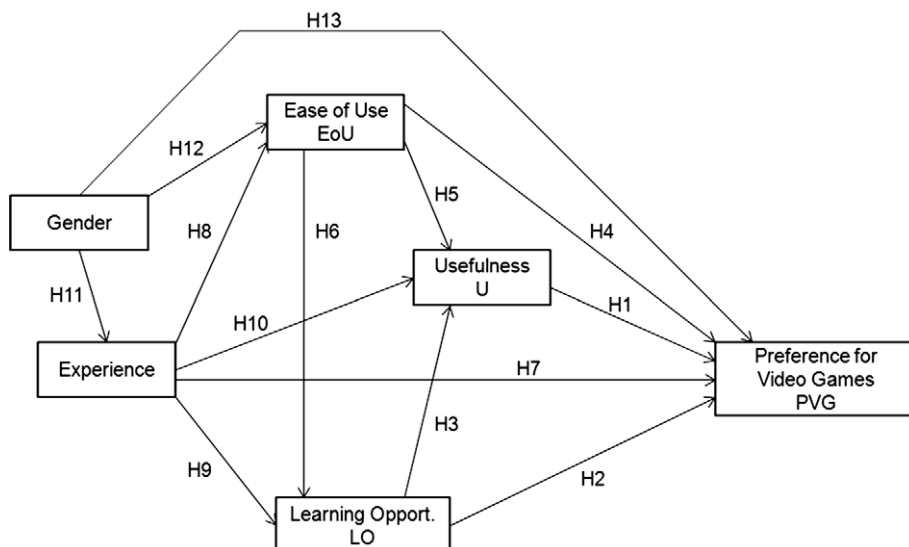 H13
Ease of Use
EoU
H12
Gender
H8
H6
H5
H4
Usefulness
U
H11
H10
H1
Experience
H7
Preference for
Video Games
PVG
H3
H9
H2
Learning Opport.
LO